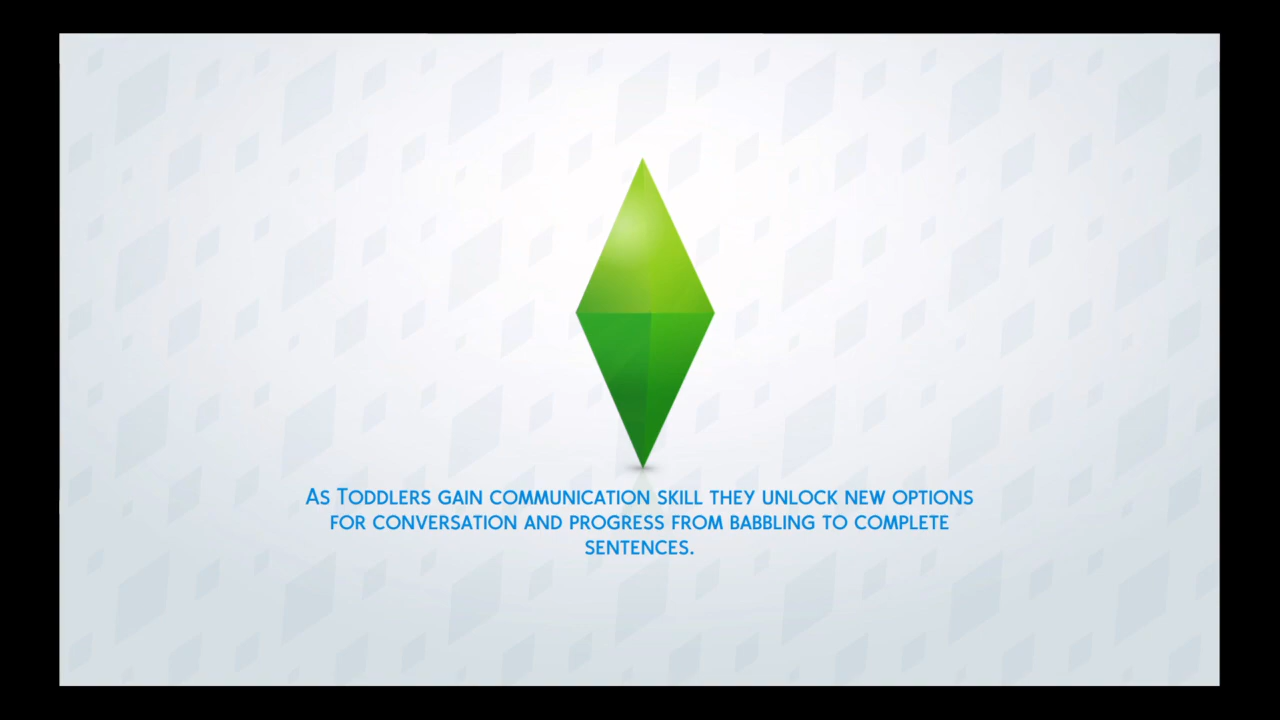 As Toddlers gain communication skill they unlock new options
for conversation and progress from babbling to complete
sentences.